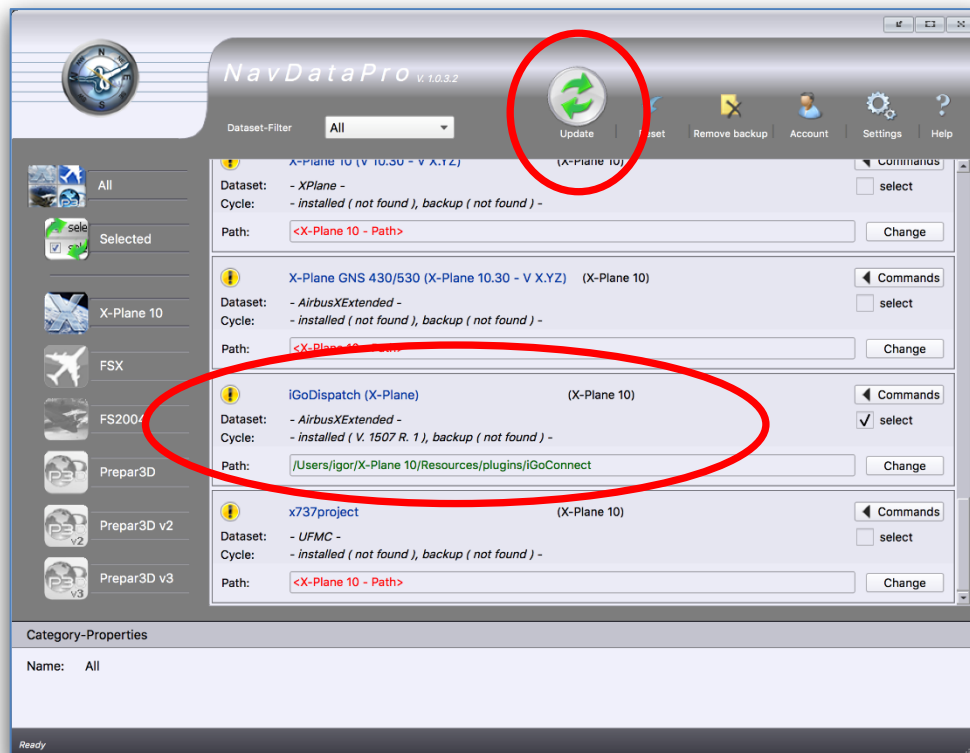 NavDataPro V. 1.0.3.2
Dataset-Filter All
Update
Reset
Remove backup
Account
Settings
Help
All
Selected
X-Plane 10
FSX
FS2004
Prepar3D
Prepar3D v2
Prepar3D v3
X-Plane 10 (V 10.30 - V X.YZ) (X-Plane 10) Commands
Dataset: - XPlane - select
Cycle: - installed ( not found ), backup ( not found ) -
Path: <X-Plane 10 - Path> Change
X-Plane GNS 430/530 (X-Plane 10.30 - V X.YZ) (X-Plane 10) Commands
Dataset: - AirbusXExtended - select
Cycle: - installed ( not found ), backup ( not found ) -
Path: <X-Plane 10 - Path> Change
iGoDispatch (X-Plane) (X-Plane 10) Commands
Dataset: - AirbusXExtended - select
Cycle: - installed ( V. 1507 R. 1 ), backup ( not found ) -
Path: /Users/igor/X-Plane 10/Resources/plugins/iGoConnect Change
x737project (X-Plane 10) Commands
Dataset: - UFMC - select
Cycle: - installed ( not found ), backup ( not found ) -
Path: <X-Plane 10 - Path> Change
Category-Properties
Name: All
Ready